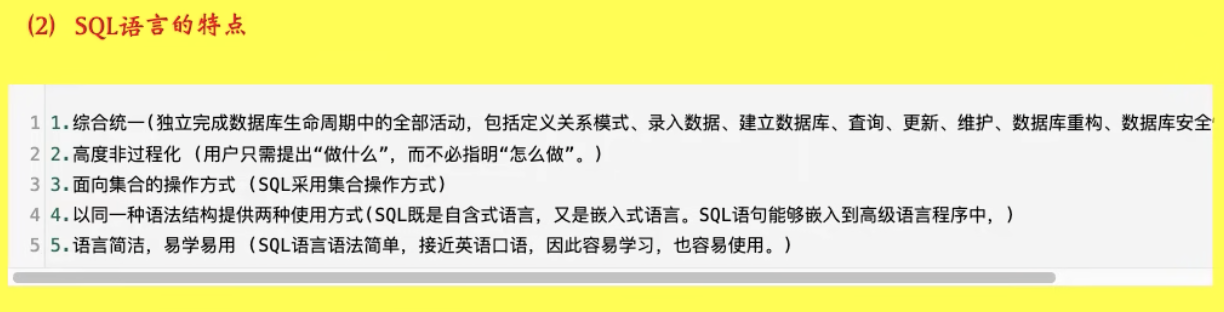 (2) SQL语言的特点
1 1.综合统一(独立完成数据库生命周期中的全部活动，包括定义关系模式、录入数据、建立数据库、查询、更新、维护、数据库重构、数据库安全
2 2.高度非过程化 (用户只需提出“做什么”，而不必指明“怎么做”。)
3 3.面向集合的操作方式 (SQL采用集合操作方式)
4 4.以同一种语法结构提供两种使用方式(SQL既是自含式语言，又是嵌入式语言。SQL语句能够嵌入到高级语言程序中，)
5 5.语言简洁，易学易用 (SQL语言语法简单，接近英语口语，因此容易学习，也容易使用。)